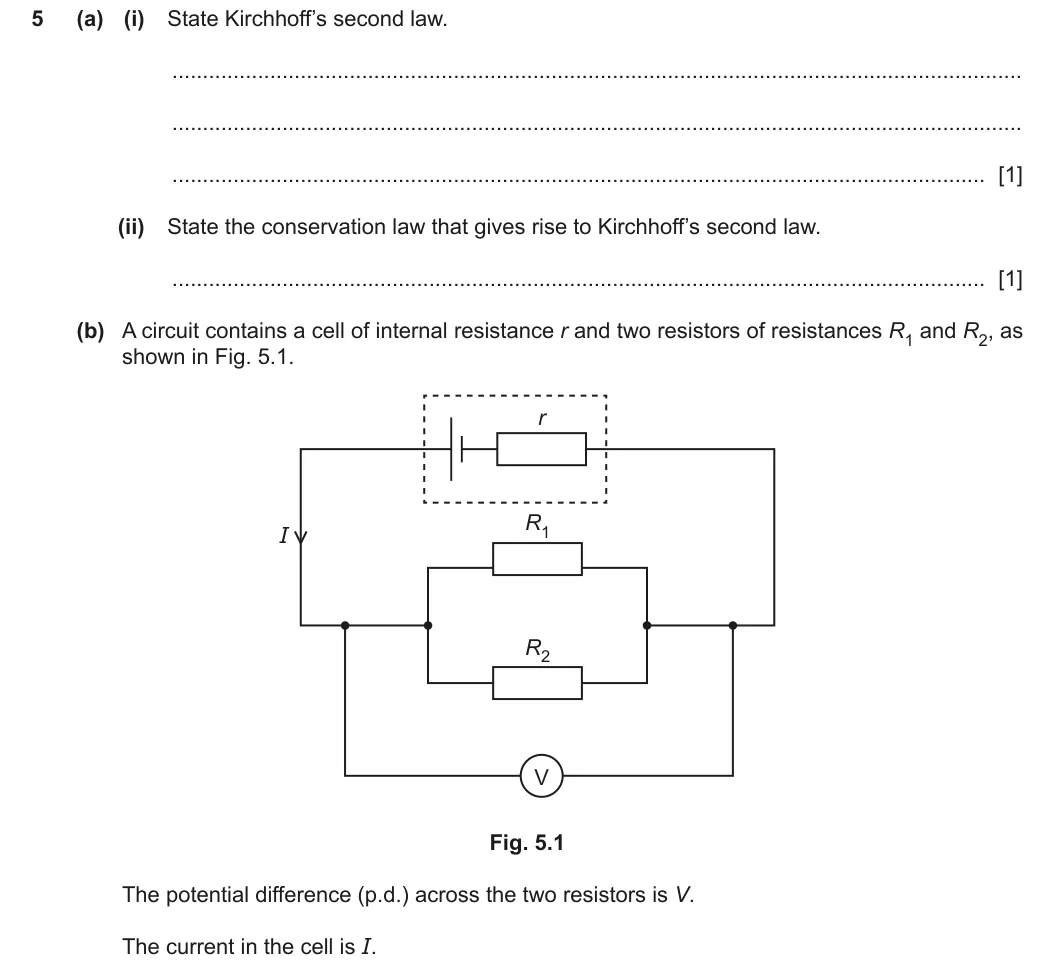 5 (a) (i) State Kirchhoff’s second law.
..........................................................................................................................................
..........................................................................................................................................
.................................................................................................................................... [1]
(ii) State the conservation law that gives rise to Kirchhoff’s second law.
.................................................................................................................................... [1]
(b) A circuit contains a cell of internal resistance r and two resistors of resistances R1 and R2, as
shown in Fig. 5.1.
r
R1
I
R2
V
Fig. 5.1
The potential difference (p.d.) across the two resistors is V.
The current in the cell is I.